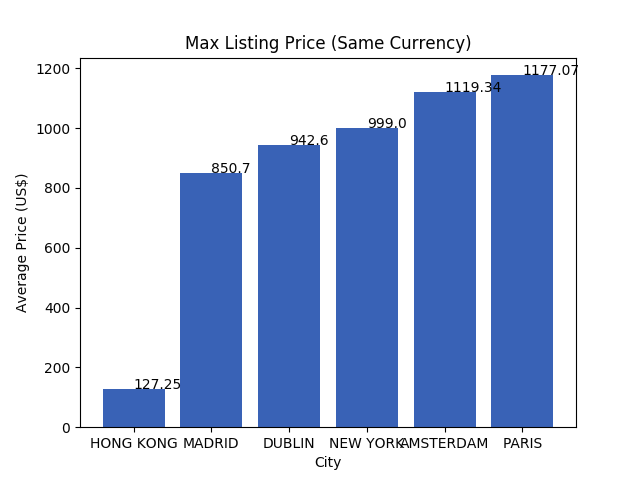 Max Listing Price (Same Currency)
1200
1000
800
600
400
200
0
Average Price (US$)
127.25
850.7
942.6
999.0
1119.34
1177.07
HONG KONG
MADRID
DUBLIN
NEW YORK
AMSTERDAM
PARIS
City